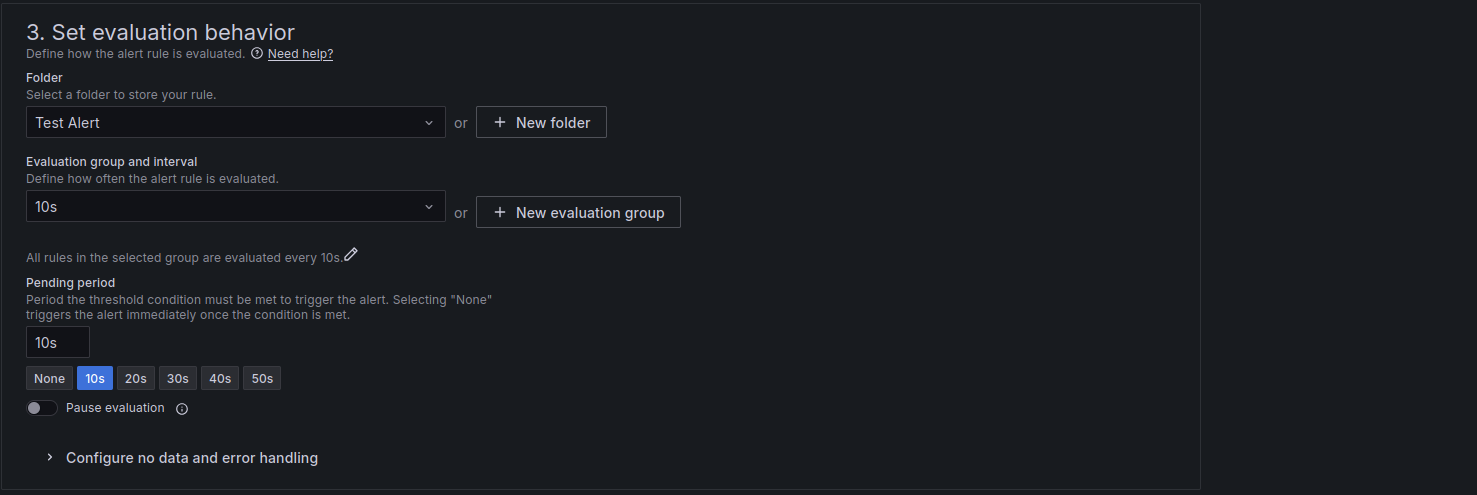 3. Set evaluation behavior
Define how the alert rule is evaluated. Need help?
Folder
Select a folder to store your rule.
Test Alert or + New folder
Evaluation group and interval
Define how often the alert rule is evaluated.
10s or + New evaluation group
All rules in the selected group are evaluated every 10s.
Pending period
Period the threshold condition must be met to trigger the alert. Selecting "None"
triggers the alert immediately once the condition is met.
10s
None 10s 20s 30s 40s 50s
Pause evaluation
Configure no data and error handling